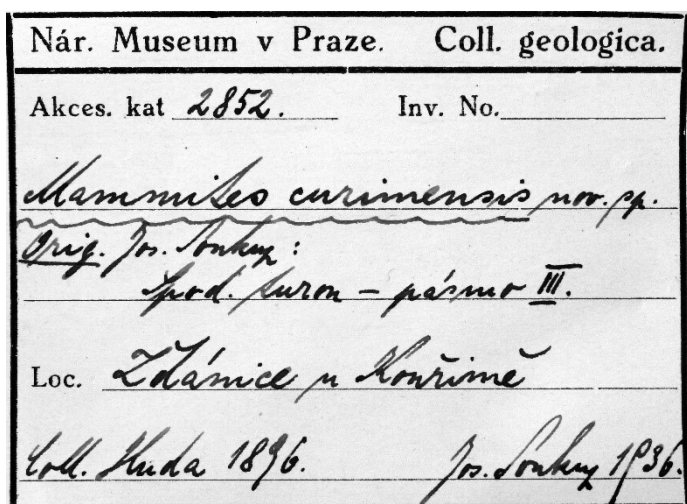 Nár. Museum v Praze. Coll. geologica.
Akces. kat 2852. Inv. No.
Mammites curimensis nov. sp.
Orig. Jos. Soukup:
Spod. turon – pásmo III.
Loc. Ždánice u Kouřimě
Coll. Huda 1896. Jos. Soukup 1936.